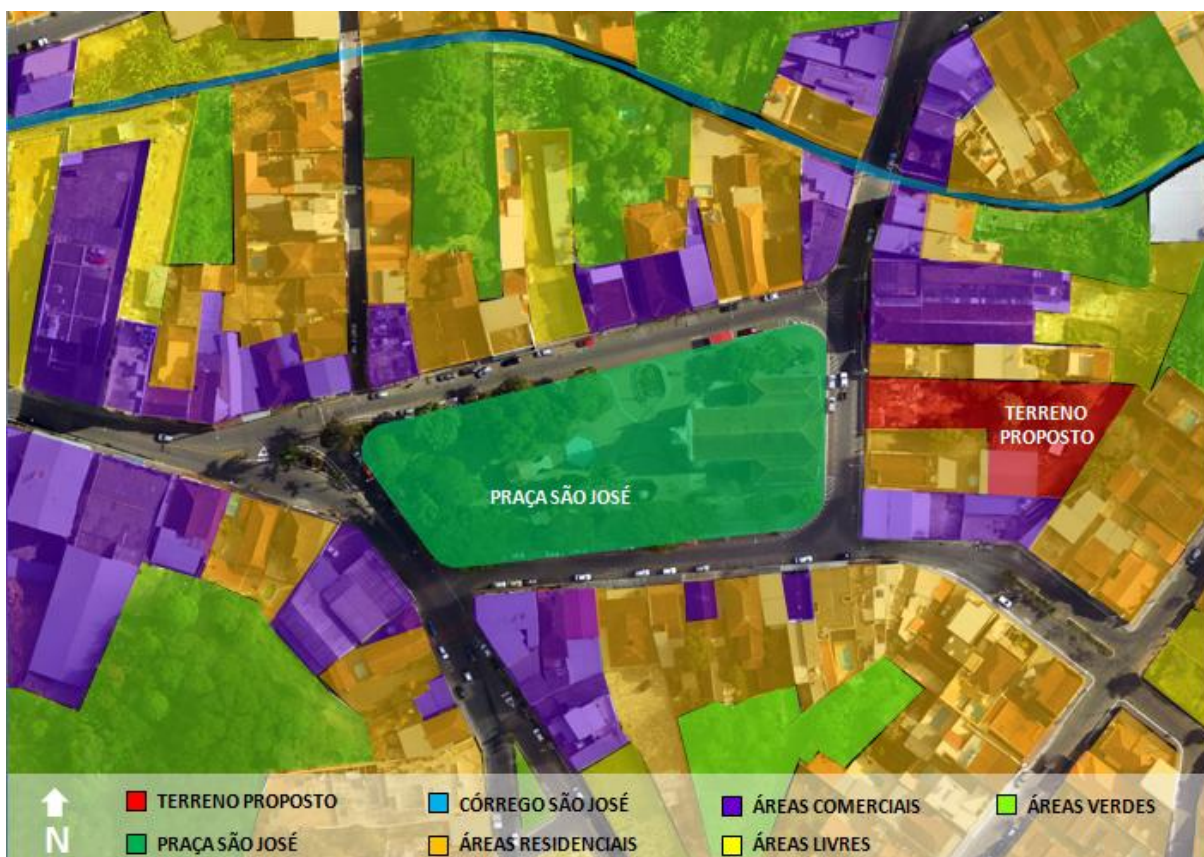 TERRENO
PROPOSTO
PRAÇA SÃO JOSÉ
N
TERRENO PROPOSTO
CÓRREGO SÃO JOSÉ
ÁREAS COMERCIAIS
ÁREAS VERDES
PRAÇA SÃO JOSÉ
ÁREAS RESIDENCIAIS
ÁREAS LIVRES